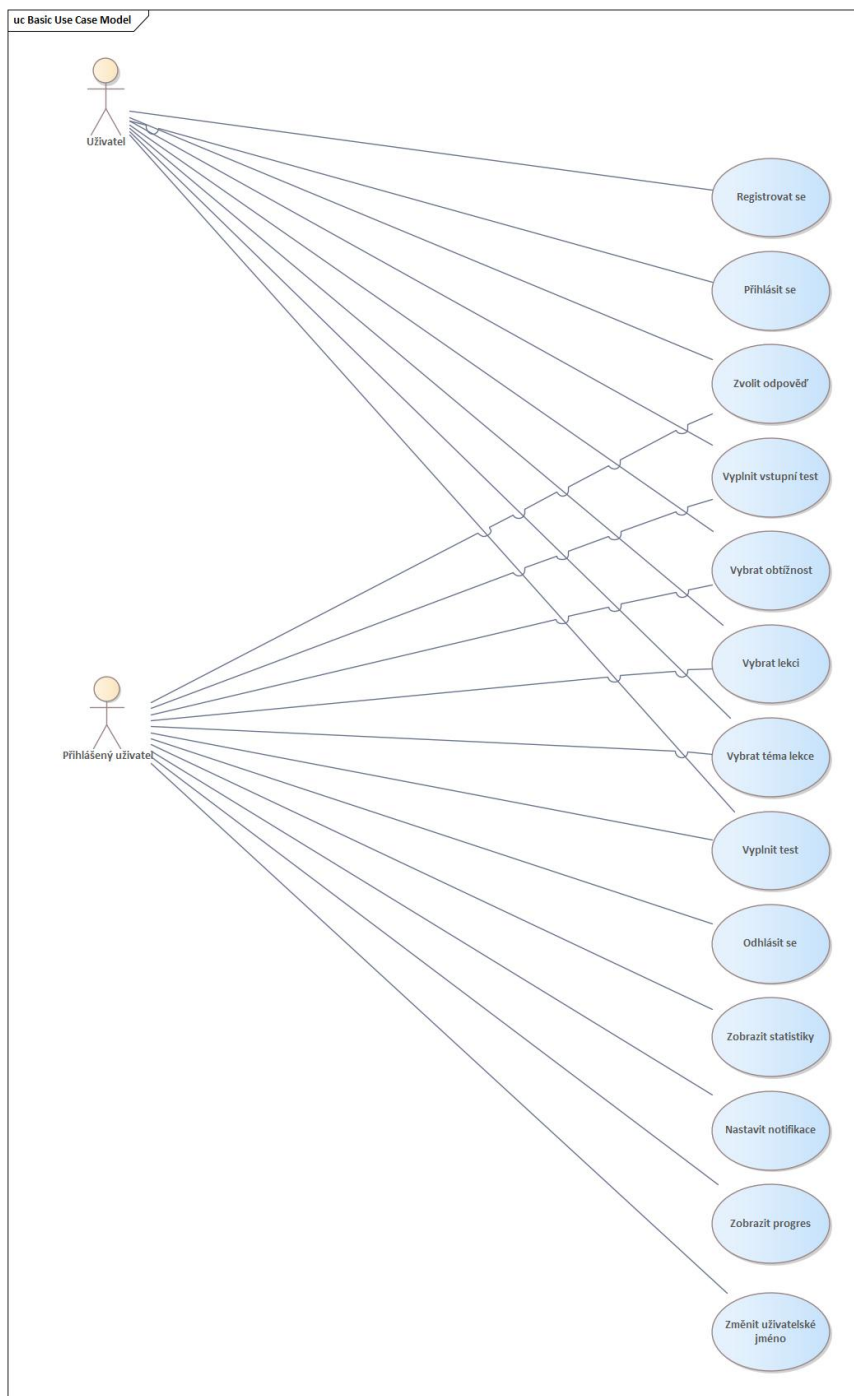 uc Basic Use Case Model
Uživatel
Registrovat se
Přihlásit se
Zvolit odpověď
Vyplnit vstupní test
Vybrat obtížnost
Vybrat lekci
Přihlášený uživatel
Vybrat téma lekce
Vyplnit test
Odhlásit se
Zobrazit statistiky
Nastavit notifikace
Zobrazit progres
Změnit uživatelské
jméno